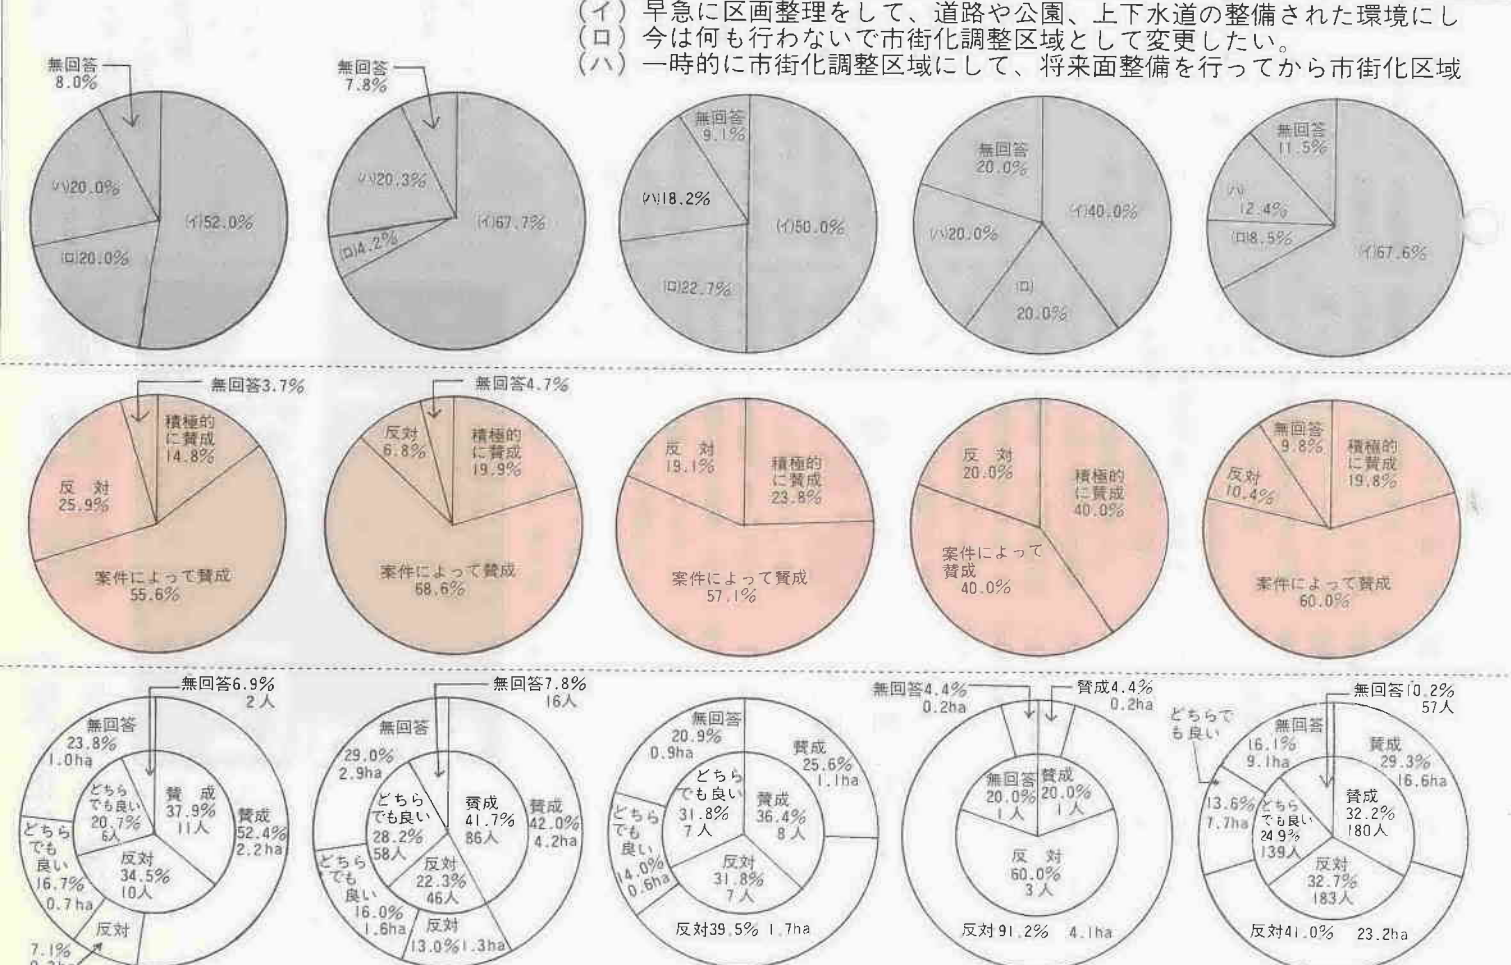 (イ) 早急に区画整理をして、道路や公園、上下水道の整備された環境にし
(ロ) 今は何も行わないで市街化調整区域として変更したい。
(ハ) 一時的に市街化調整区域にして、将来面整備を行ってから市街化区域
無回答
8.0%
(ハ)20.0%
(イ)52.0%
(ロ)20.0%
無回答
7.8%
(ハ)20.3%
(イ)67.7%
(ロ)4.2%
無回答
9.1%
(ハ)18.2%
(イ)50.0%
(ロ)22.7%
無回答
20.0%
(イ)40.0%
(ハ)20.0%
(ロ)
20.0%
無回答
11.5%
(ハ)
12.4%
(ロ)8.5%
(イ)67.6%
無回答3.7%
積極的
に賛成
14.8%
反対
25.9%
案件によって賛成
55.6%
無回答4.7%
反対
6.8%
積極的
に賛成
19.9%
案件によって賛成
68.6%
反対
19.1%
積極的
に賛成
23.8%
案件によって賛成
57.1%
反対
20.0%
積極的
に賛成
40.0%
案件によって
賛成
40.0%
無回答
9.8%
反対
10.4%
積極的
に賛成
19.8%
案件によって賛成
60.0%
無回答6.9%
2人
無回答
23.8%
1.0ha
どちら
でも良い
20.7%
6人
賛成
37.9%
11人
賛成
52.4%
2.2ha
どちら
でも
良い
16.7%
0.7ha
反対
34.5%
10人
反対
7.1%
無回答7.8%
16人
無回答
29.0%
2.9ha
どちら
でも良い
28.2%
58人
賛成
41.7%
86人
賛成
42.0%
4.2ha
どちら
でも
良い
16.0%
1.6ha
反対
22.3%
46人
反対
13.0%1.3ha
無回答
20.9%
0.9ha
賛成
25.6%
1.1ha
どちら
でも良い
31.8%
7人
賛成
36.4%
8人
どちら
でも
良い
14.0%
0.6ha
反対
31.8%
7人
反対39.5% 1.7ha
無回答4.4%
0.2ha
賛成4.4%
0.2ha
無回答
20.0%
1人
賛成
20.0%
1人
反対
60.0%
3人
反対91.2% 4.1ha
無回答10.2%
57人
どちらで
も良い
無回答
16.1%
9.1ha
賛成
29.3%
16.6ha
13.6%
7.7ha
どちら
でも良い
24.9%
139人
賛成
32.2%
180人
反対
32.7%
183人
反対41.0% 23.2ha